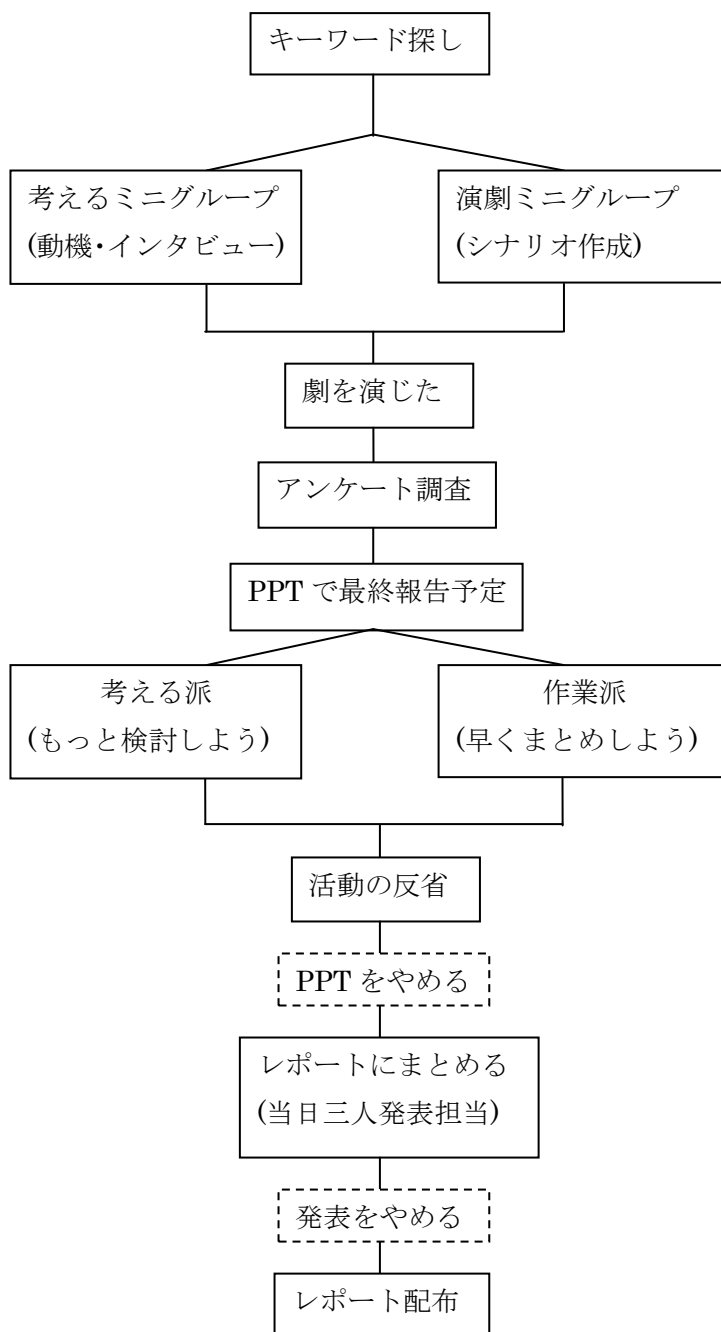 キーワード探し
考えるミニグループ
(動機・インタビュー)
演劇ミニグループ
(シナリオ作成)
劇を演じた
アンケート調査
PPT で最終報告予定
考える派
(もっと検討しよう)
作業派
(早くまとめしよう)
活動の反省
PPT をやめる
レポートにまとめる
(当日三人発表担当)
発表をやめる
レポート配布